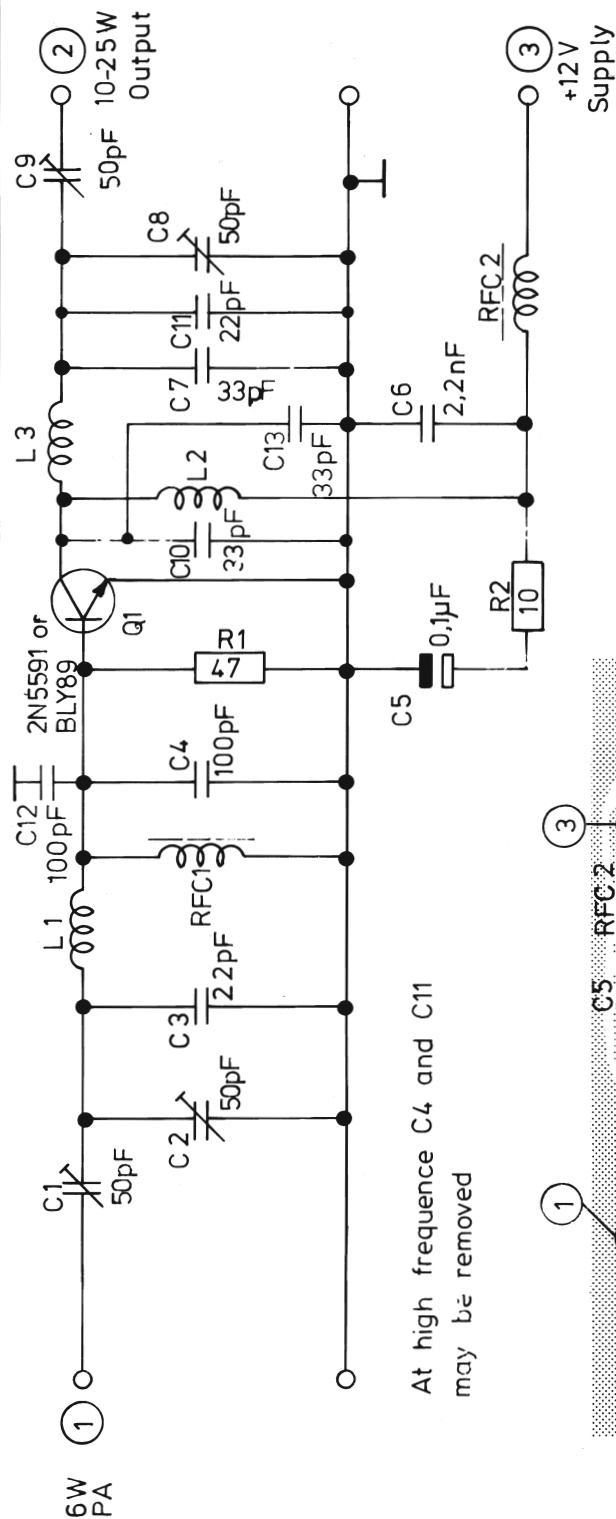 6W
PA
1
C1
50pF
C2
50pF
C3
22pF
L1
RFC1
C12
100pF
C4
100pF
2N5591 or
BLY89
Q1
R1
47
C5
0,1µF
R2
10
C10
33pF
L2
C13
33pF
L3
C7
33pF
C11
22pF
C8
50pF
C6
2,2nF
RFC2
C9
50pF
2
10-25W
Output
3
+12V
Supply
At high frequence C4 and C11
may be removed
1
C5
RFC2
3